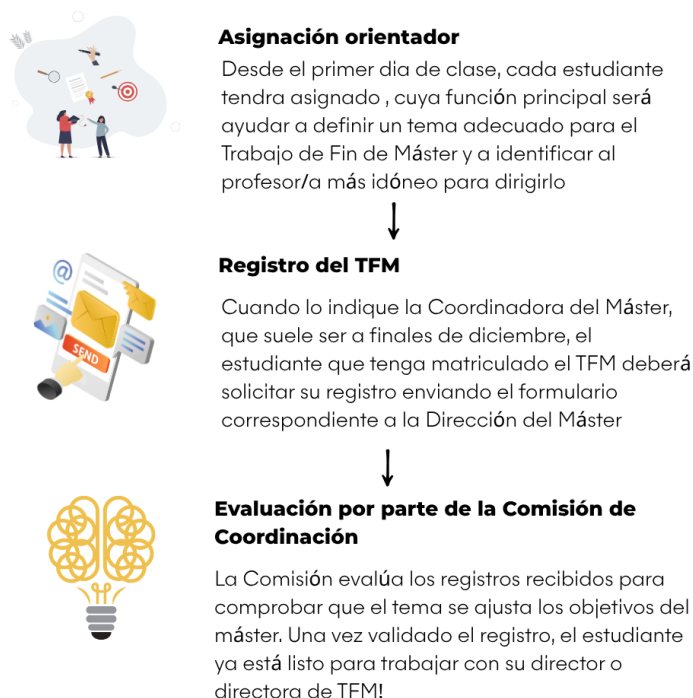 Asignación orientador
Desde el primer dia de clase, cada estudiante
tendra asignado , cuya función principal será
ayudar a definir un tema adecuado para el
Trabajo de Fin de Máster y a identificar al
profesor/a más idóneo para dirigirlo
Registro del TFM
@
SEND
Cuando lo indique la Coordinadora del Máster,
que suele ser a finales de diciembre, el
estudiante que tenga matriculado el TFM deberá
solicitar su registro enviando el formulario
correspondiente a la Dirección del Máster
Evaluación por parte de la Comisión de
Coordinación
La Comisión evalúa los registros recibidos para
comprobar que el tema se ajusta los objetivos del
máster. Una vez validado el registro, el estudiante
ya está listo para trabajar con su director o
directora de TFM!